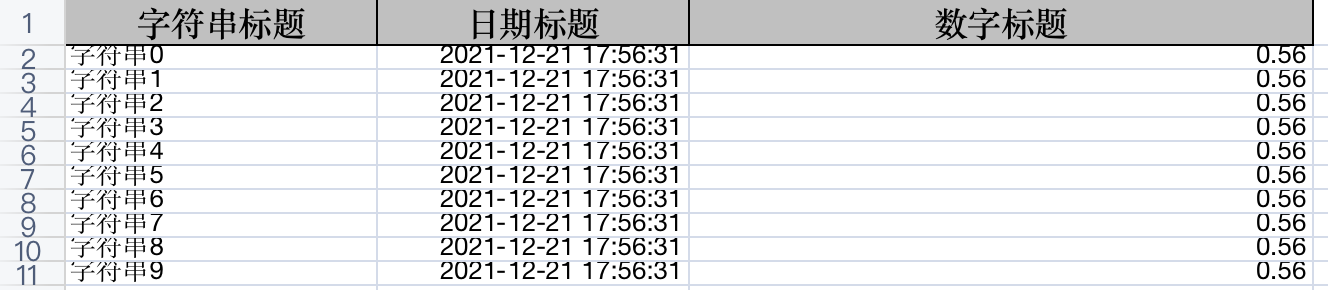 1 字符串标题 日期标题 数字标题
2 字符串0 2021-12-21 17:56:31 0.56
3 字符串1 2021-12-21 17:56:31 0.56
4 字符串2 2021-12-21 17:56:31 0.56
5 字符串3 2021-12-21 17:56:31 0.56
6 字符串4 2021-12-21 17:56:31 0.56
7 字符串5 2021-12-21 17:56:31 0.56
8 字符串6 2021-12-21 17:56:31 0.56
9 字符串7 2021-12-21 17:56:31 0.56
10 字符串8 2021-12-21 17:56:31 0.56
11 字符串9 2021-12-21 17:56:31 0.56